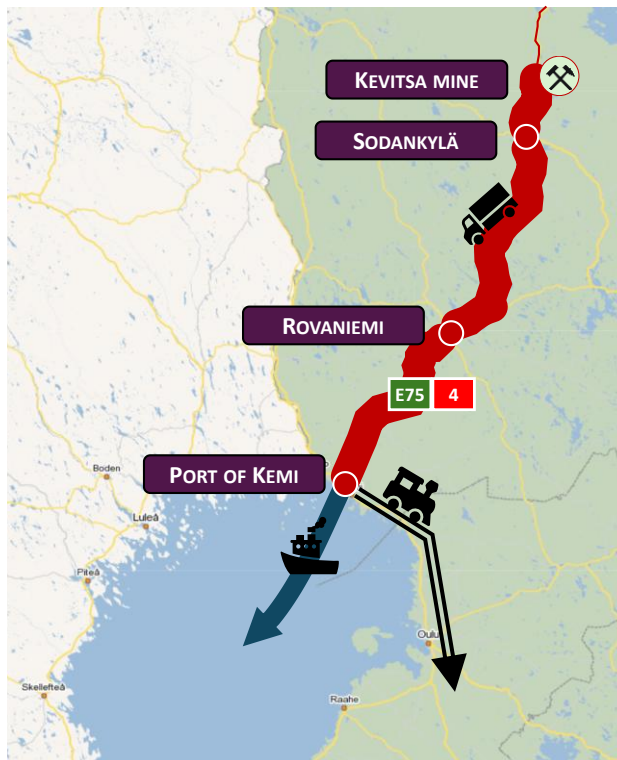 KEVITSA MINE
SODANKYLÄ
ROVANIEMI
E75 4
PORT OF KEMI
Boden
Luleå
Piteå
Oulu
Skellefteå
Raahe